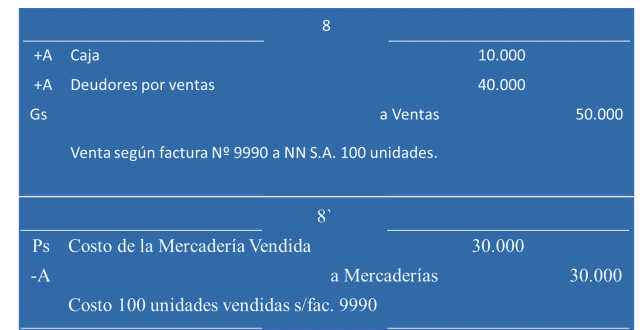 8
+A Caja 10.000
+A Deudores por ventas 40.000
Gs a Ventas 50.000
Venta según factura Nº 9990 a NN S.A. 100 unidades.
8`
Ps Costo de la Mercadería Vendida 30.000
-A a Mercaderías 30.000
Costo 100 unidades vendidas s/fac. 9990